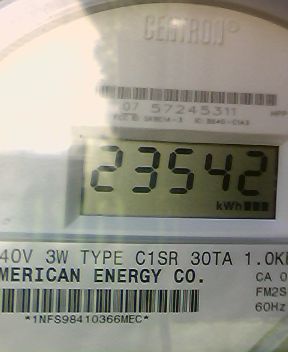 CENTRON®
07 57245311
23542
kWh
40V 3W TYPE C1SR 30TA 1.0K
MERICAN ENERGY CO.
CA 0
FM2S
60Hz
*1NFS98410366MEC*